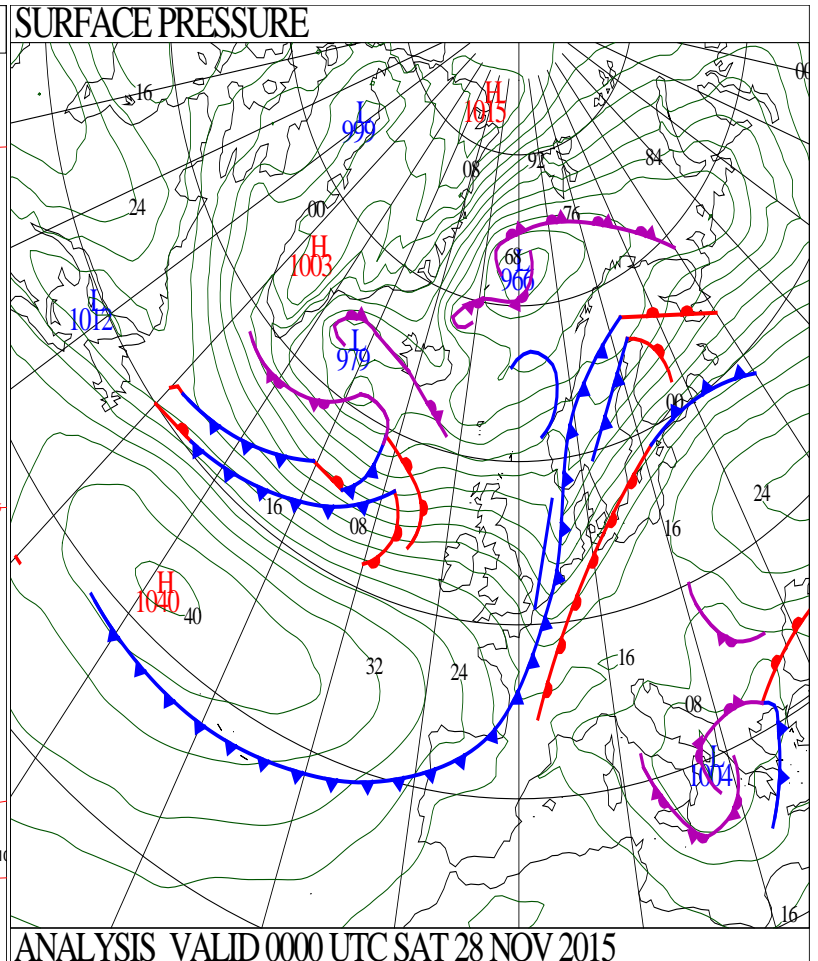 SURFACE PRESSURE
00
16
H
1015
L
999
92
84
08
24
00
76
H
1003
68
L
966
L
1012
L
979
00
24
16
08
16
H
1040
40
32
24
16
08
L
1004
16
ANALYSIS VALID 0000 UTC SAT 28 NOV 2015